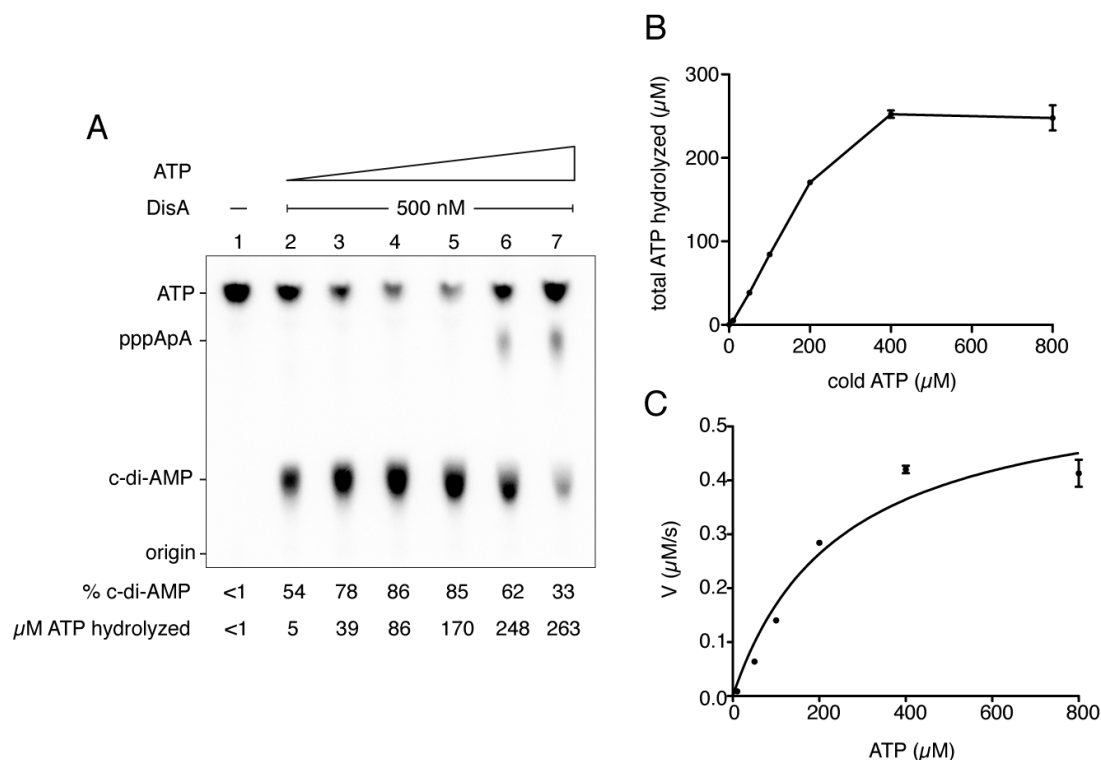 A
ATP
DisA — 500 nM
1 2 3 4 5 6 7
ATP
pppApA
c-di-AMP
origin
% c-di-AMP <1 54 78 86 85 62 33
µM ATP hydrolyzed <1 5 39 86 170 248 263
B
total ATP hydrolyzed (µM)
300
200
100
0
0 200 400 600 800
cold ATP (µM)
C
V (µM/s)
0.5
0.4
0.3
0.2
0.1
0.0
0 200 400 600 800
ATP (µM)